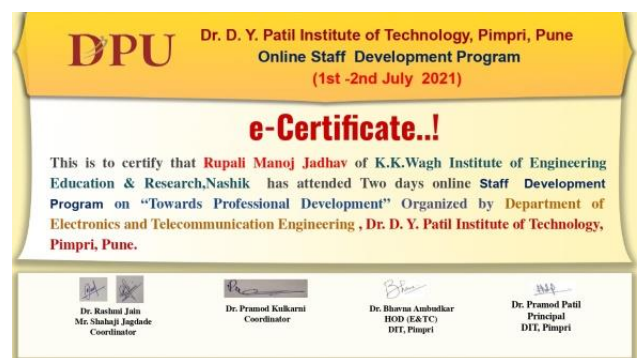 DPU
Dr. D. Y. Patil Institute of Technology, Pimpri, Pune
Online Staff Development Program
(1st -2nd July 2021)
e-Certificate..!
This is to certify that Rupali Manoj Jadhav of K.K.Wagh Institute of Engineering
Education & Research,Nashik has attended Two days online Staff Development
Program on “Towards Professional Development” Organized by Department of
Electronics and Telecommunication Engineering , Dr. D. Y. Patil Institute of Technology,
Pimpri, Pune.
Dr. Rashmi Jain
Mr. Shahaji Jagdade
Coordinator
Dr. Pramod Kulkarni
Coordinator
Dr. Bhavna Ambudkar
HOD (E&TC)
DIT, Pimpri
Dr. Pramod Patil
Principal
DIT, Pimpri